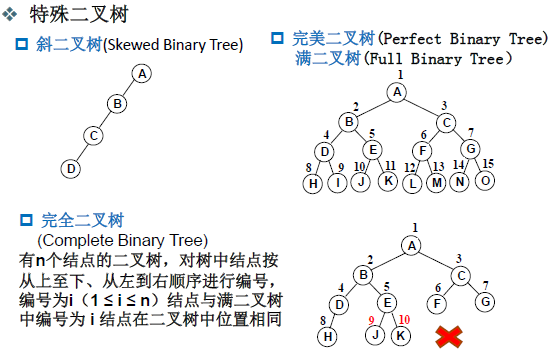 ❖ 特殊二叉树
斜二叉树(Skewed Binary Tree)
A
B
C
D
完美二叉树(Perfect Binary Tree)
满二叉树(Full Binary Tree)
1
A
2 3
B C
4 5 6 7
D E F G
8 9 10 11 12 13 14 15
H I J K L M N O
完全二叉树
(Complete Binary Tree)
有n个结点的二叉树，对树中结点按
从上至下、从左到右顺序进行编号，
编号为i（1 ≤ i ≤ n）结点与满二叉树
中编号为 i 结点在二叉树中位置相同
1
A
2 3
B C
4 5 6 7
D E F G
8 9 10
H J K